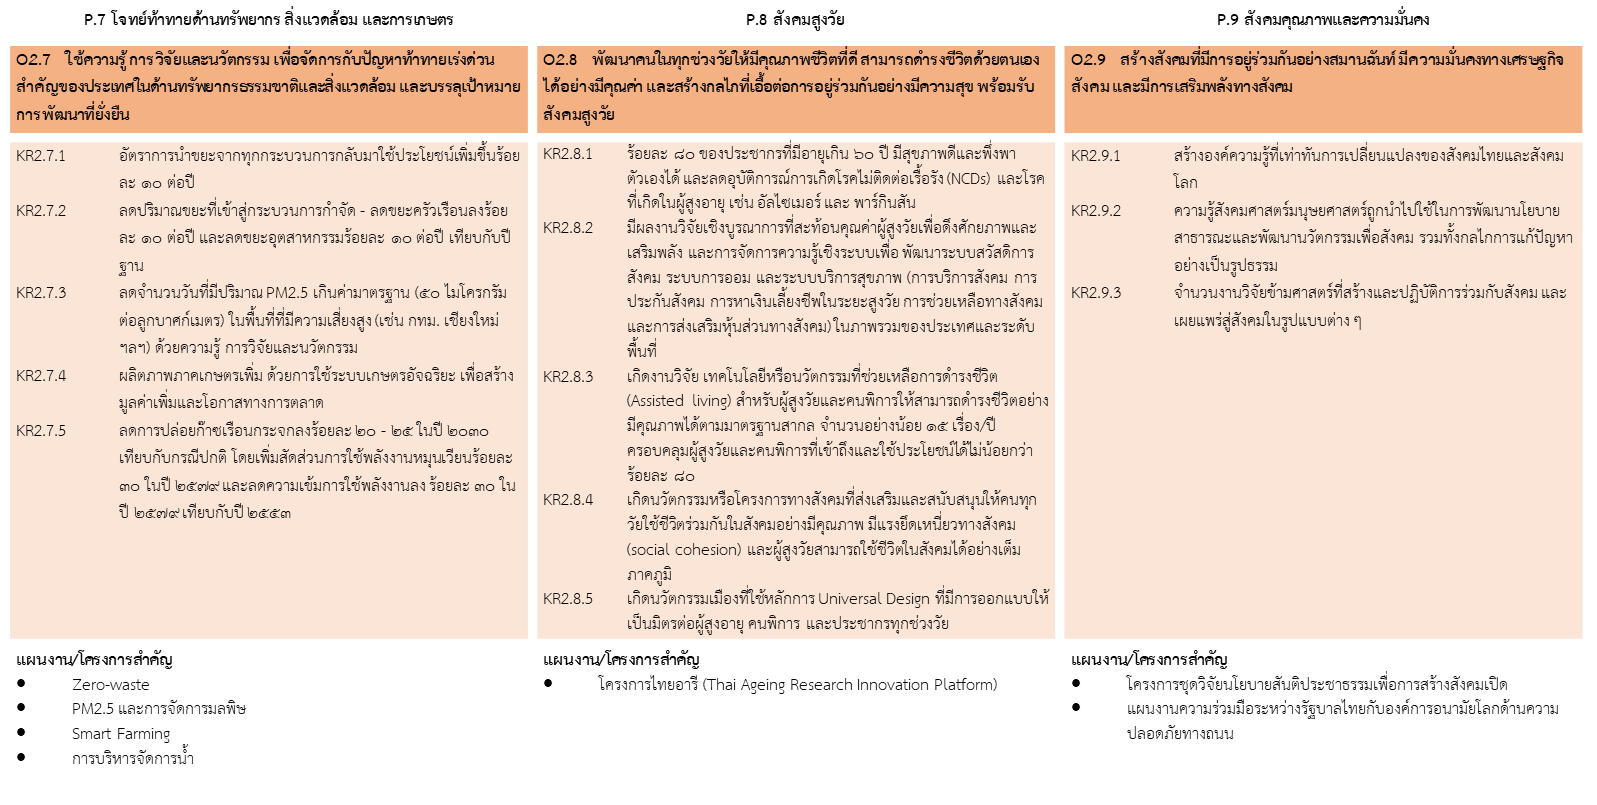 P.7 โจทย์ท้าทายด้านทรัพยากร สิ่งแวดล้อม และการเกษตร
O2.7 ใช้ความรู้ การวิจัยและนวัตกรรม เพื่อจัดการกับปัญหาท้าทายเร่งด่วน
สำคัญของประเทศในด้านทรัพยากรธรรมชาติและสิ่งแวดล้อม และบรรลุเป้าหมาย
การพัฒนาที่ยั่งยืน
KR2.7.1 อัตราการนำขยะจากทุกกระบวนการกลับมาใช้ประโยชน์เพิ่มขึ้นร้อย
ละ ๑๐ ต่อปี
KR2.7.2 ลดปริมาณขยะที่เข้าสู่กระบวนการกำจัด - ลดขยะครัวเรือนลงร้อย
ละ ๑๐ ต่อปี และลดขยะอุตสาหกรรมร้อยละ ๑๐ ต่อปี เทียบกับปี
ฐาน
KR2.7.3 ลดจำนวนวันที่มีปริมาณ PM2.5 เกินค่ามาตรฐาน (๕๐ ไมโครกรัม
ต่อลูกบาศก์เมตร) ในพื้นที่ที่มีความเสี่ยงสูง (เช่น กทม. เชียงใหม่
ฯลฯ) ด้วยความรู้ การวิจัยและนวัตกรรม
KR2.7.4 ผลิตภาพภาคเกษตรเพิ่ม ด้วยการใช้ระบบเกษตรอัจฉริยะ เพื่อสร้าง
มูลค่าเพิ่มและโอกาสทางการตลาด
KR2.7.5 ลดการปล่อยก๊าซเรือนกระจกลงร้อยละ ๒๐ - ๒๕ ในปี ๒๐๓๐
เทียบกับกรณีปกติ โดยเพิ่มสัดส่วนการใช้พลังงานหมุนเวียนร้อยละ
๓๐ ในปี ๒๕๗๙ และลดความเข้มการใช้พลังงานลง ร้อยละ ๓๐ ใน
ปี ๒๕๗๙ เทียบกับปี ๒๕๕๓
แผนงาน/โครงการสำคัญ
● Zero-waste
● PM2.5 และการจัดการมลพิษ
● Smart Farming
● การบริหารจัดการน้ำ
P.8 สังคมสูงวัย
O2.8 พัฒนาคนในทุกช่วงวัยให้มีคุณภาพชีวิตที่ดี สามารถดำรงชีวิตด้วยตนเอง
ได้อย่างมีคุณค่า และสร้างกลไกที่เอื้อต่อการอยู่ร่วมกันอย่างมีความสุข พร้อมรับ
สังคมสูงวัย
KR2.8.1 ร้อยละ ๘๐ ของประชากรที่มีอายุเกิน ๖๐ ปี มีสุขภาพดีและพึ่งพา
ตัวเองได้ และลดอุบัติการณ์การเกิดโรคไม่ติดต่อเรื้อรัง (NCDs) และโรค
ที่เกิดในผู้สูงอายุ เช่น อัลไซเมอร์ และ พาร์กินสัน
KR2.8.2 มีผลงานวิจัยเชิงบูรณาการที่สะท้อนคุณค่าผู้สูงวัยเพื่อดึงศักยภาพและ
เสริมพลัง และการจัดการความรู้เชิงระบบเพื่อ พัฒนาระบบสวัสดิการ
สังคม ระบบการออม และระบบบริการสุขภาพ (การบริการสังคม การ
ประกันสังคม การหาเงินเลี้ยงชีพในระยะสูงวัย การช่วยเหลือทางสังคม
และการส่งเสริมหุ้นส่วนทางสังคม) ในภาพรวมของประเทศและระดับ
พื้นที่
KR2.8.3 เกิดงานวิจัย เทคโนโลยีหรือนวัตกรรมที่ช่วยเหลือการดำรงชีวิต
(Assisted living) สำหรับผู้สูงวัยและคนพิการให้สามารถดำรงชีวิตอย่าง
มีคุณภาพได้ตามมาตรฐานสากล จำนวนอย่างน้อย ๑๕ เรื่อง/ปี
ครอบคลุมผู้สูงวัยและคนพิการที่เข้าถึงและใช้ประโยชน์ได้ไม่น้อยกว่า
ร้อยละ ๘๐
KR2.8.4 เกิดนวัตกรรมหรือโครงการทางสังคมที่ส่งเสริมและสนับสนุนให้คนทุก
วัยใช้ชีวิตร่วมกันในสังคมอย่างมีคุณภาพ มีแรงยึดเหนี่ยวทางสังคม
(social cohesion) และผู้สูงวัยสามารถใช้ชีวิตในสังคมได้อย่างเต็ม
ภาคภูมิ
KR2.8.5 เกิดนวัตกรรมเมืองที่ใช้หลักการ Universal Design ที่มีการออกแบบให้
เป็นมิตรต่อผู้สูงอายุ คนพิการ และประชากรทุกช่วงวัย
แผนงาน/โครงการสำคัญ
● โครงการไทยอารี (Thai Ageing Research Innovation Platform)
P.9 สังคมคุณภาพและความมั่นคง
O2.9 สร้างสังคมที่มีการอยู่ร่วมกันอย่างสมานฉันท์ มีความมั่นคงทางเศรษฐกิจ
สังคม และมีการเสริมพลังทางสังคม
KR2.9.1 สร้างองค์ความรู้ที่เท่าทันการเปลี่ยนแปลงของสังคมไทยและสังคม
โลก
KR2.9.2 ความรู้สังคมศาสตร์มนุษยศาสตร์ถูกนำไปใช้ในการพัฒนานโยบาย
สาธารณะและพัฒนานวัตกรรมเพื่อสังคม รวมทั้งกลไกการแก้ปัญหา
อย่างเป็นรูปธรรม
KR2.9.3 จำนวนงานวิจัยข้ามศาสตร์ที่สร้างและปฏิบัติการร่วมกับสังคม และ
เผยแพร่สู่สังคมในรูปแบบต่าง ๆ
แผนงาน/โครงการสำคัญ
● โครงการชุดวิจัยนโยบายสันติประชาธรรมเพื่อการสร้างสังคมเปิด
● แผนงานความร่วมมือระหว่างรัฐบาลไทยกับองค์การอนามัยโลกด้านความ
ปลอดภัยทางถนน